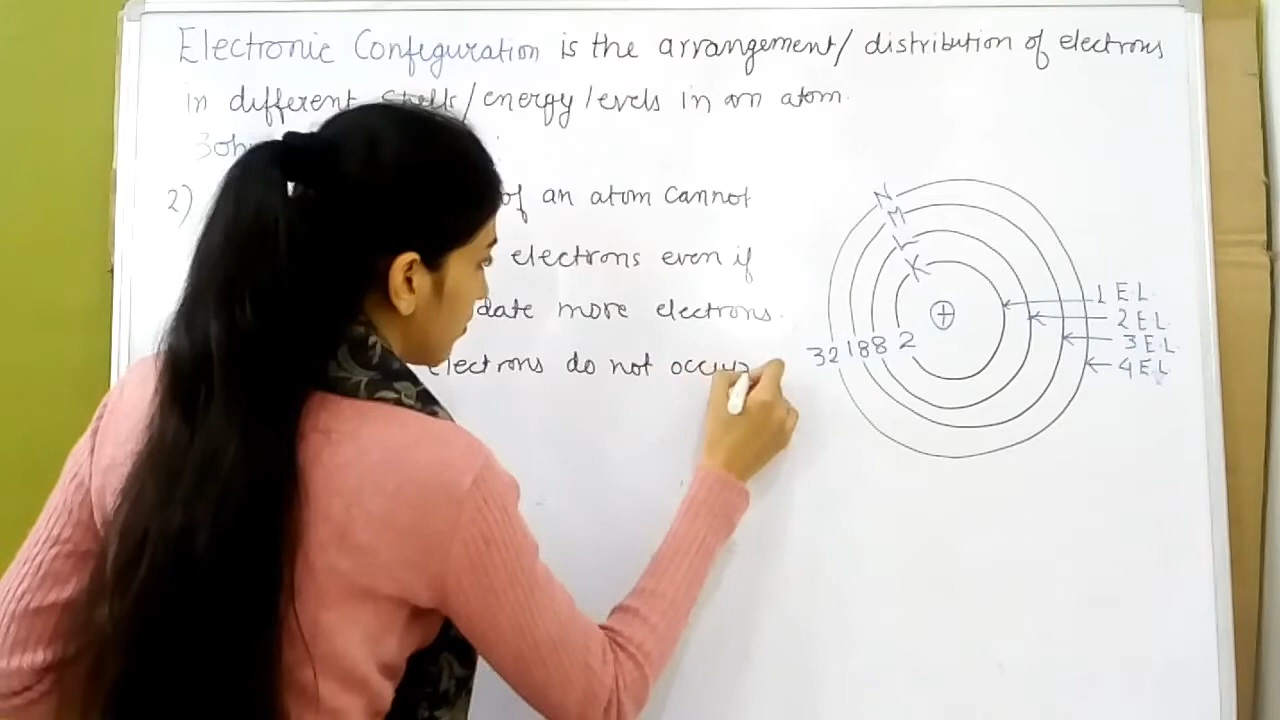 Electronic Configuration is the arrangement/ distribution of electrons
in different shells/energy levels in an atom.
2) of an atom cannot
electrons even if
date more electrons.
electrons do not occup
N
M
L
K
+
1 E L
2 E L
3 E L
4 E L
32 18 8 2